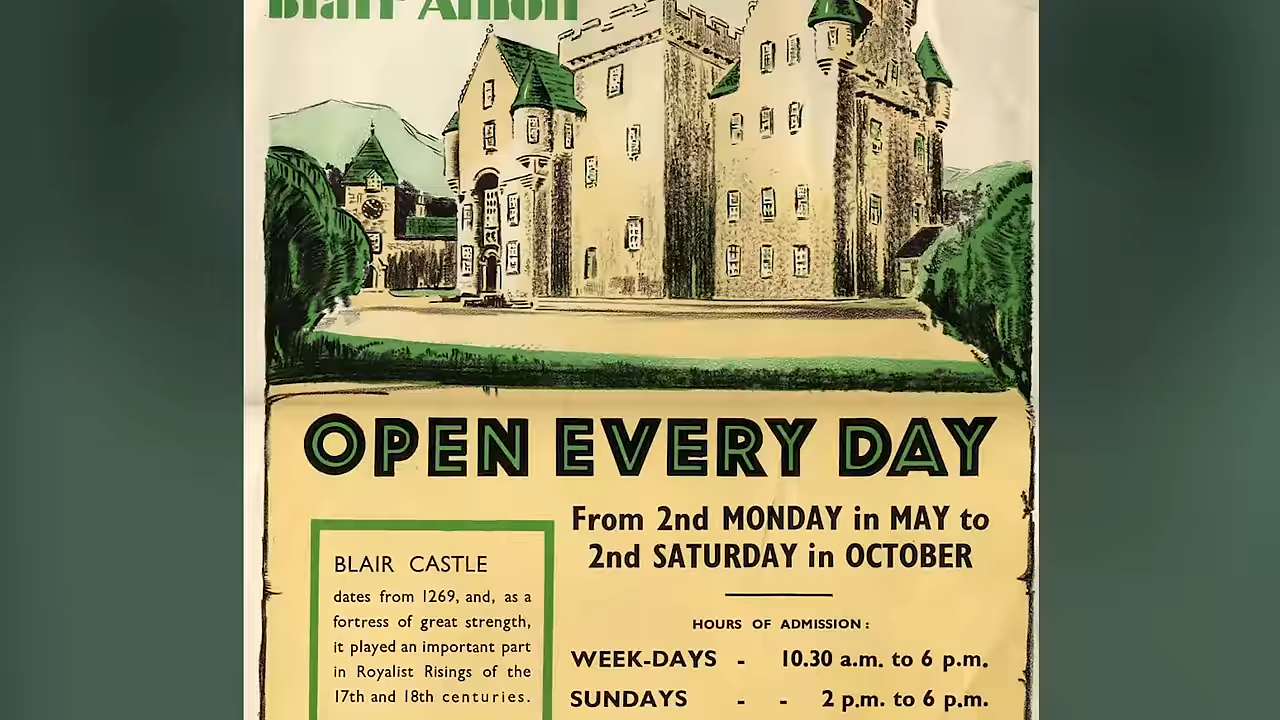 Blair Atholl
OPEN EVERY DAY
From 2nd MONDAY in MAY to
2nd SATURDAY in OCTOBER
HOURS OF ADMISSION:
WEEK-DAYS - 10.30 a.m. to 6 p.m.
SUNDAYS - - 2 p.m. to 6 p.m.
BLAIR CASTLE
dates from 1269, and, as a
fortress of great strength,
it played an important part
in Royalist Risings of the
17th and 18th centuries.